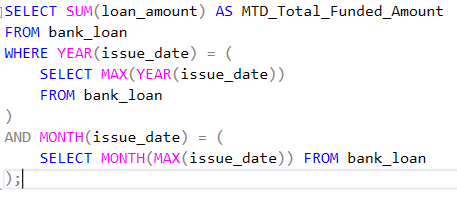 SELECT SUM(loan_amount) AS MTD_Total_Funded_Amount
FROM bank_loan
WHERE YEAR(issue_date) = (
    SELECT MAX(YEAR(issue_date))
    FROM bank_loan
)
AND MONTH(issue_date) = (
    SELECT MONTH(MAX(issue_date)) FROM bank_loan
);